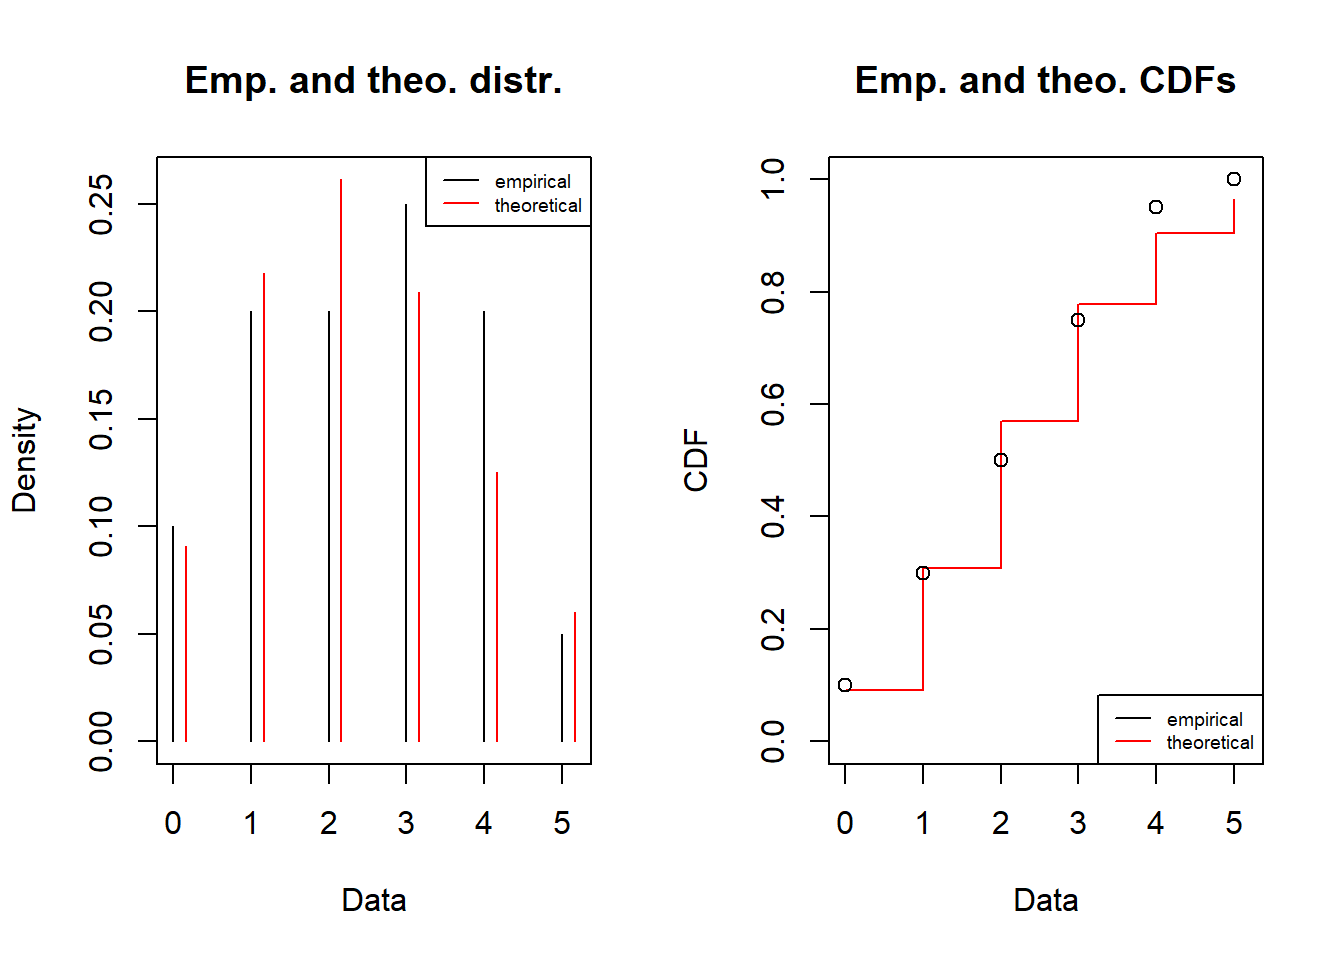 Emp. and theo. distr.
empirical
theoretical
0.25
0.20
0.15
0.10
0.05
0.00
Density
0 1 2 3 4 5
Data
Emp. and theo. CDFs
1.0
0.8
0.6
0.4
0.2
0.0
CDF
empirical
theoretical
0 1 2 3 4 5
Data